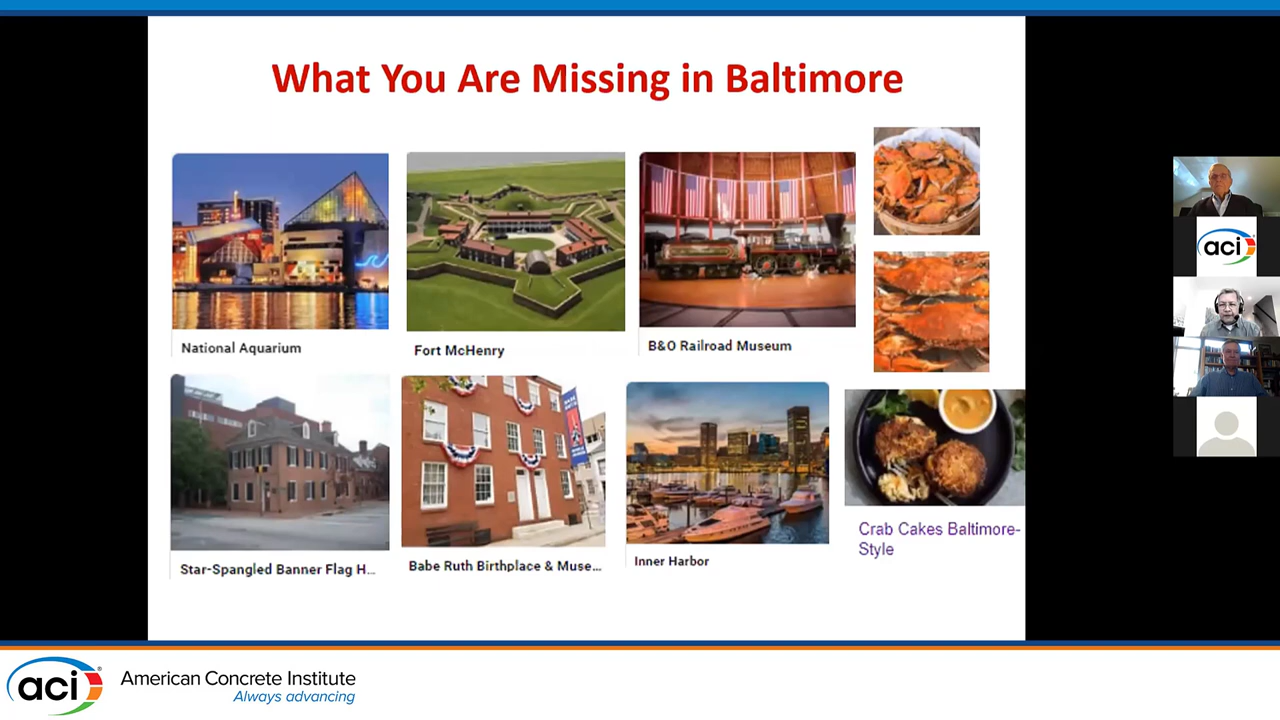 What You Are Missing in Baltimore
National Aquarium
Fort McHenry
B&O Railroad Museum
Star-Spangled Banner Flag H...
Babe Ruth Birthplace & Muse...
Inner Harbor
Crab Cakes Baltimore-
Style
aci
aci
American Concrete Institute
Always advancing